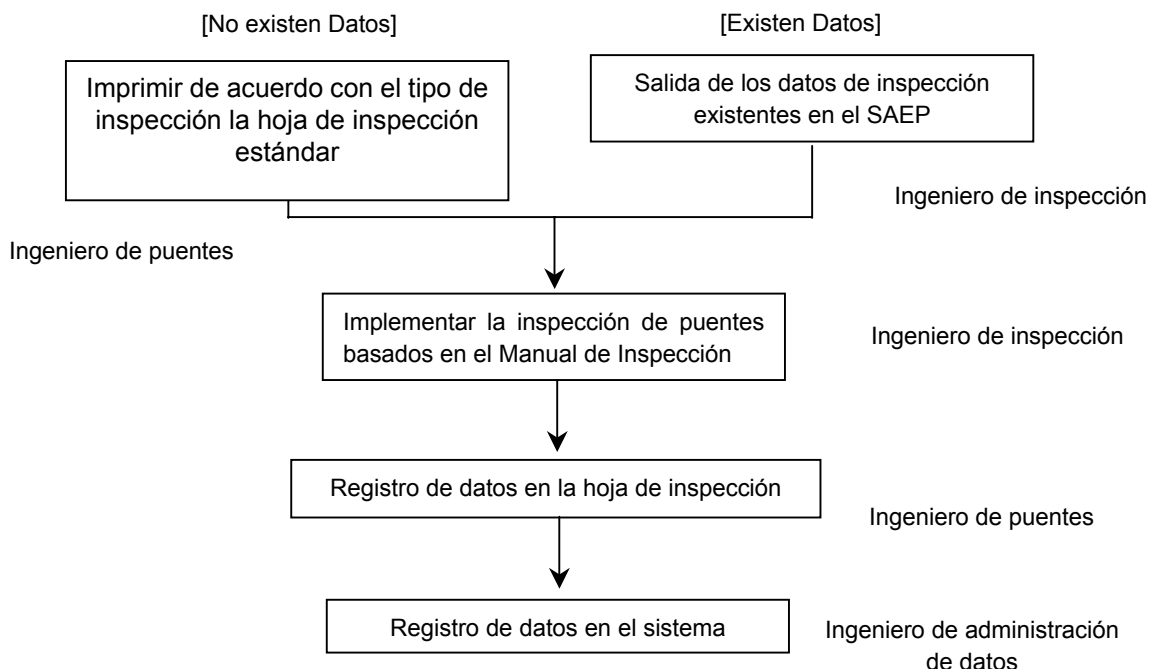 [No existen Datos]
[Existen Datos]
Imprimir de acuerdo con el tipo de
inspección la hoja de inspección
estándar
Salida de los datos de inspección
existentes en el SAEP
Ingeniero de inspección
Ingeniero de puentes
Implementar la inspección de puentes
basados en el Manual de Inspección
Ingeniero de inspección
Registro de datos en la hoja de inspección
Ingeniero de puentes
Registro de datos en el sistema
Ingeniero de administración
de datos